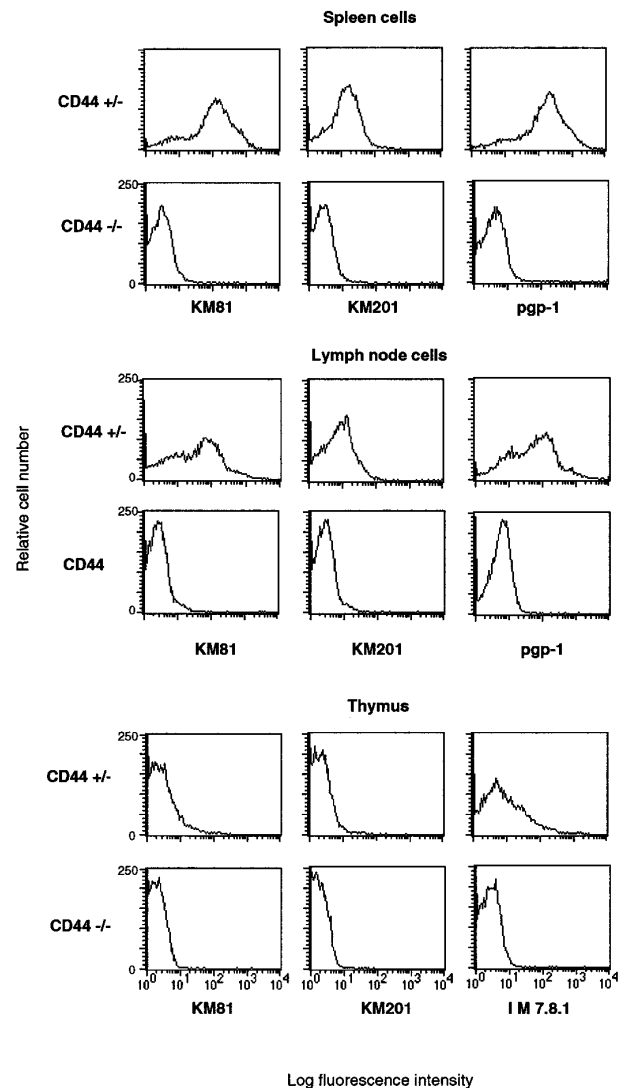 Spleen cells
CD44 +/-
250
CD44 -/-
0
KM81 KM201 pgp-1
Lymph node cells
250
CD44 +/-
0
250
CD44
0
KM81 KM201 pgp-1
Relative cell number
Thymus
250
CD44 +/-
0
250
CD44 -/-
0
10^0 10^1 10^2 10^3 10^4 10^0 10^1 10^2 10^3 10^4 10^0 10^1 10^2 10^3 10^4
KM81 KM201 I M 7.8.1
Log fluorescence intensity